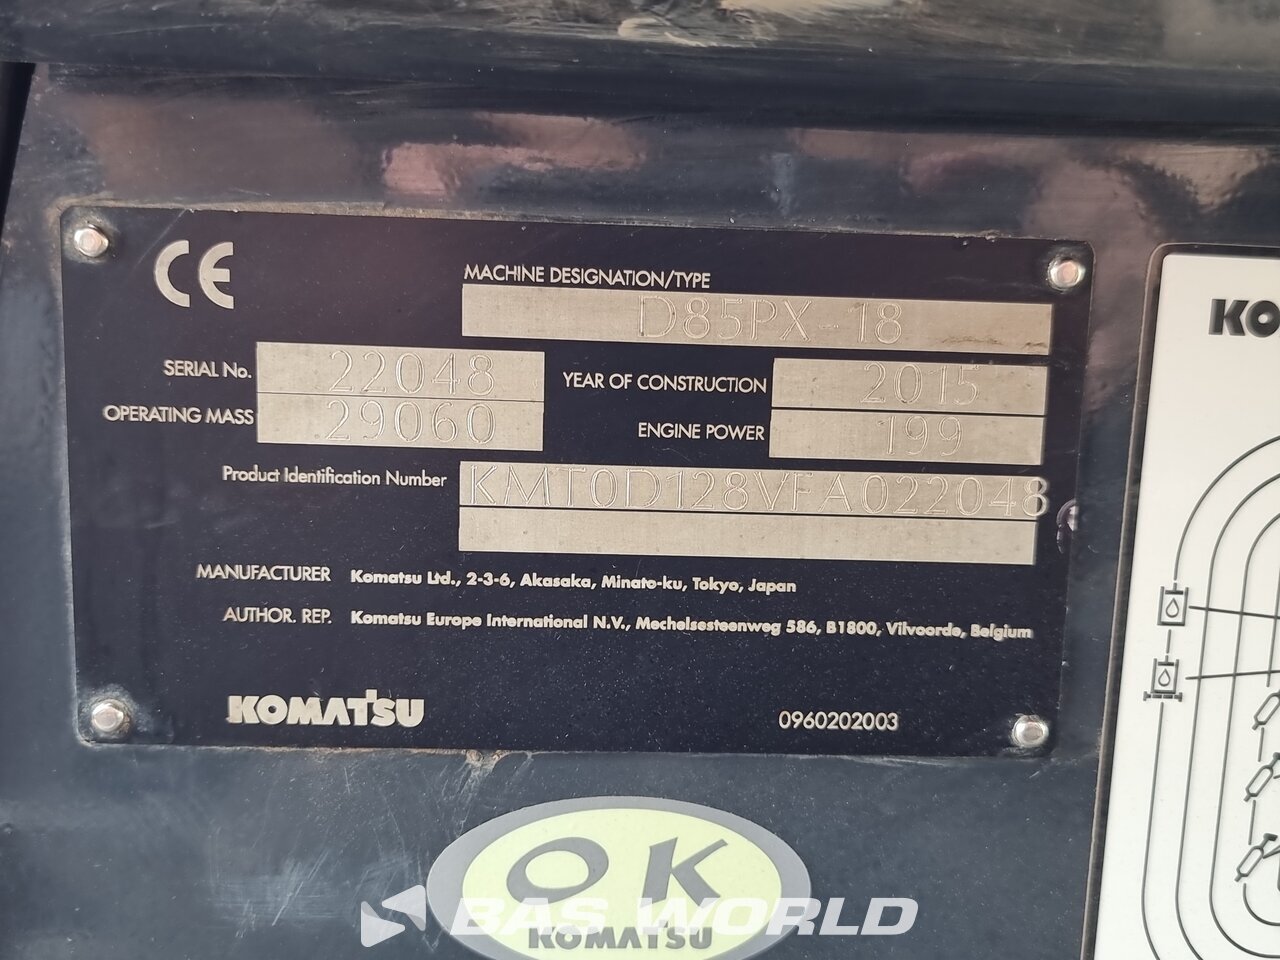 CE
MACHINE DESIGNATION/TYPE
D85PX-18
SERIAL No. 22048
YEAR OF CONSTRUCTION 2015
OPERATING MASS 29060
ENGINE POWER 199
Product Identification Number KMT0D128VFA022048
MANUFACTURER Komatsu Ltd., 2-3-6, Akasaka, Minato-ku, Tokyo, Japan
AUTHOR. REP. Komatsu Europe International N.V., Mechelsesteenweg 586, B1800, Vilvoorde, Belgium
KOMATSU
0960202003
KO
OK
BAS WORLD
KOMATSU